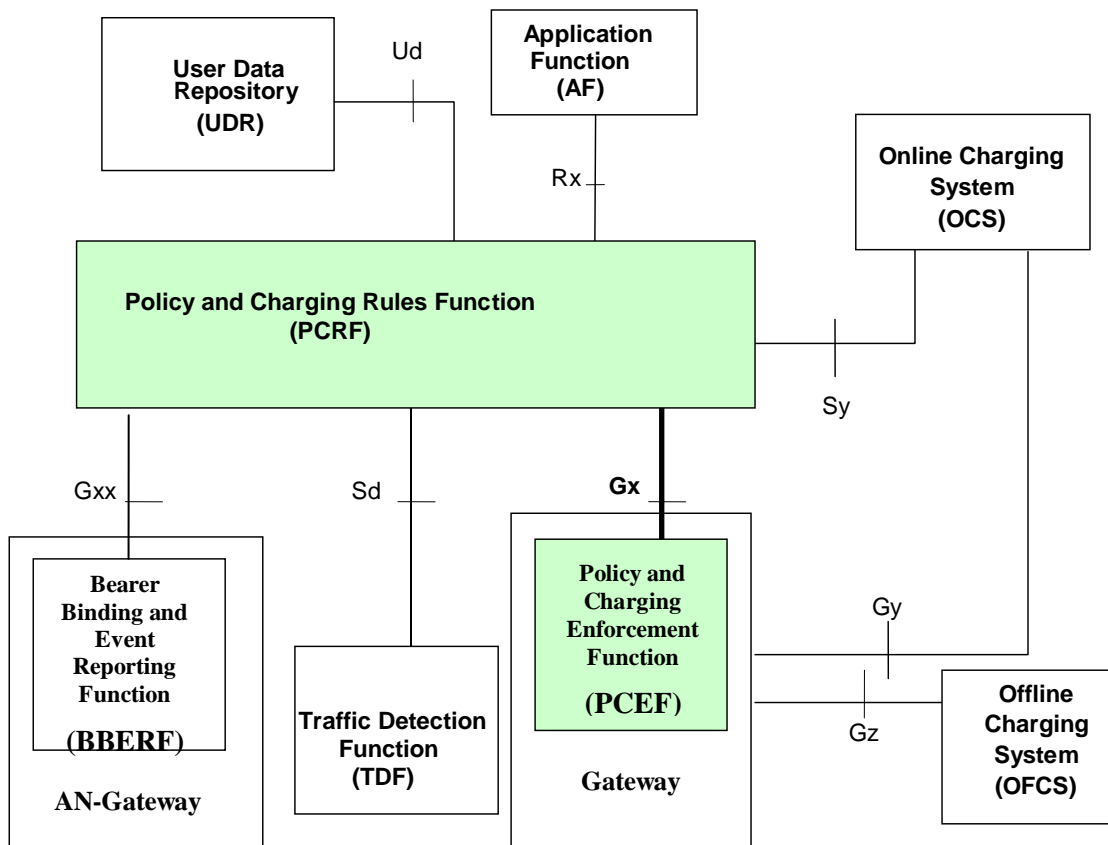 User Data
Repository
(UDR)
Ud
Application
Function
(AF)
Rx
Online Charging
System
(OCS)
Policy and Charging Rules Function
(PCRF)
Sy
Gxx
Sd
Gx
Bearer
Binding and
Event
Reporting
Function
(BBERF)
AN-Gateway
Traffic Detection
Function
(TDF)
Policy and
Charging
Enforcement
Function
(PCEF)
Gateway
Gy
Gz
Offline
Charging
System
(OFCS)